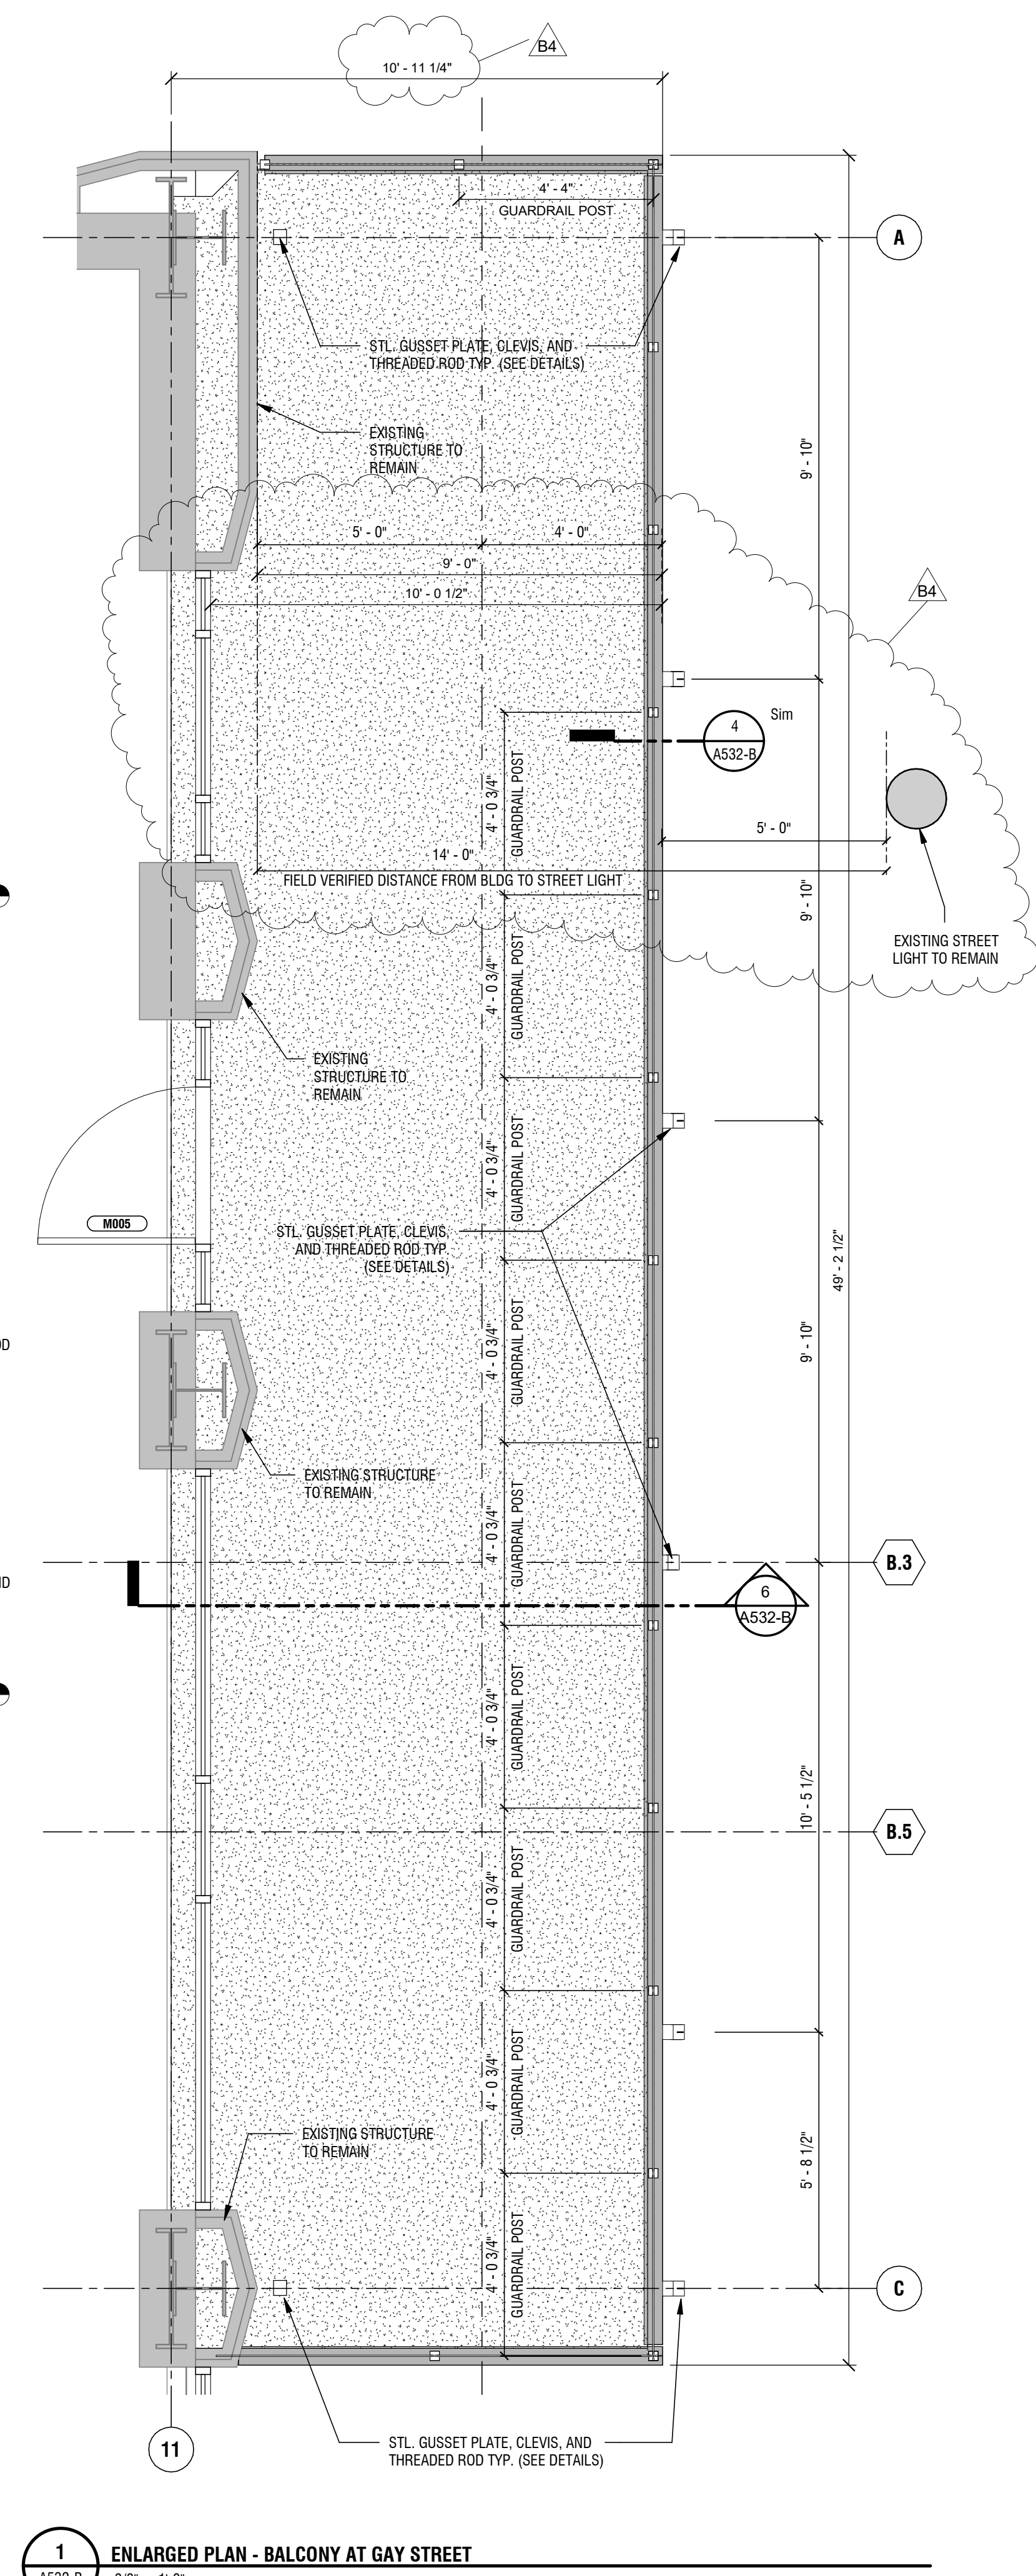 B4
10' - 11 1/4"
4' - 4"
GUARDRAIL POST
A
STL. GUSSET PLATE, CLEVIS, AND
THREADED ROD TYP. (SEE DETAILS)
EXISTING
STRUCTURE TO
REMAIN
9' - 10"
5' - 0"
4' - 0"
9' - 0"
10' - 0 1/2"
B4
4
A532-B
Sim
4' - 0 3/4"
GUARDRAIL POST
5' - 0"
14' - 0"
FIELD VERIFIED DISTANCE FROM BLDG TO STREET LIGHT
9' - 10"
EXISTING STREET
LIGHT TO REMAIN
4' - 0 3/4"
GUARDRAIL POST
EXISTING
STRUCTURE TO
REMAIN
4' - 0 3/4"
GUARDRAIL POST
M005
STL. GUSSET PLATE, CLEVIS,
AND THREADED ROD TYP.
(SEE DETAILS)
49' - 2 1/2"
9' - 10"
4' - 0 3/4"
GUARDRAIL POST
EXISTING STRUCTURE
TO REMAIN
4' - 0 3/4"
GUARDRAIL POST
B.3
6
A532-B
4' - 0 3/4"
GUARDRAIL POST
10' - 5 1/2"
B.5
4' - 0 3/4"
GUARDRAIL POST
4' - 0 3/4"
GUARDRAIL POST
EXISTING STRUCTURE
TO REMAIN
5' - 8 1/2"
4' - 0 3/4"
GUARDRAIL POST
C
STL. GUSSET PLATE, CLEVIS, AND
THREADED ROD TYP. (SEE DETAILS)
11
1
ENLARGED PLAN - BALCONY AT GAY STREET